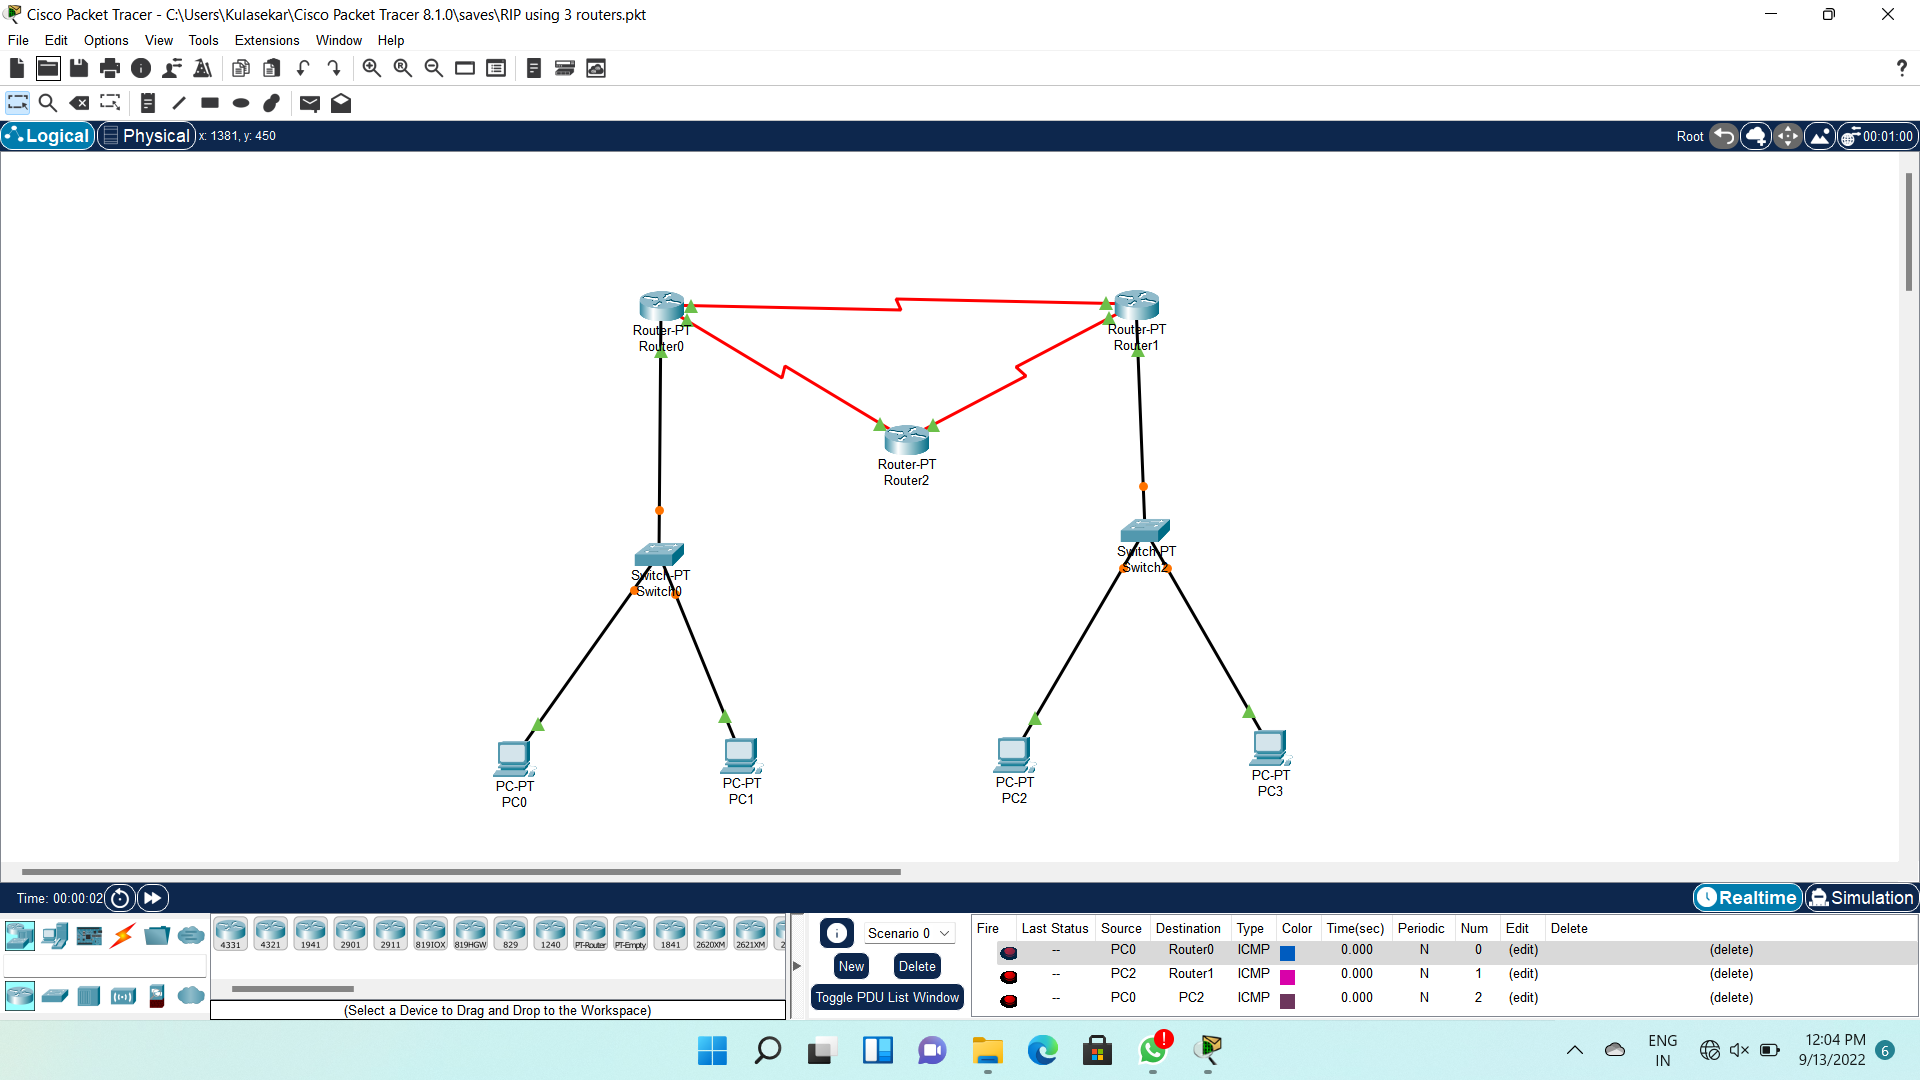 Cisco Packet Tracer - C:\Users\Kulasekar\Cisco Packet Tracer 8.1.0\saves\RIP using 3 routers.pkt
File Edit Options View Tools Extensions Window Help
?
Logical Physical x: 1381, y: 450 Root 00:01:00
Router-PT
Router0
Router-PT
Router1
Router-PT
Router2
Switch-PT
Switch0
Switch-PT
Switch2
PC-PT
PC0
PC-PT
PC1
PC-PT
PC2
PC-PT
PC3
Time: 00:00:02 Realtime Simulation
4331 4321 1941 2901 2911 819IOX 819HGW 829 1240 PT-Router PT-Empty 1841 2620XM 2621XM 2
(Select a Device to Drag and Drop to the Workspace)
Scenario 0
New Delete
Toggle PDU List Window
Fire Last Status Source Destination Type Color Time(sec) Periodic Num Edit Delete
-- PC0 Router0 ICMP 0.000 N 0 (edit) (delete)
-- PC2 Router1 ICMP 0.000 N 1 (edit) (delete)
-- PC0 PC2 ICMP 0.000 N 2 (edit) (delete)
ENG
IN
12:04 PM
9/13/2022
6